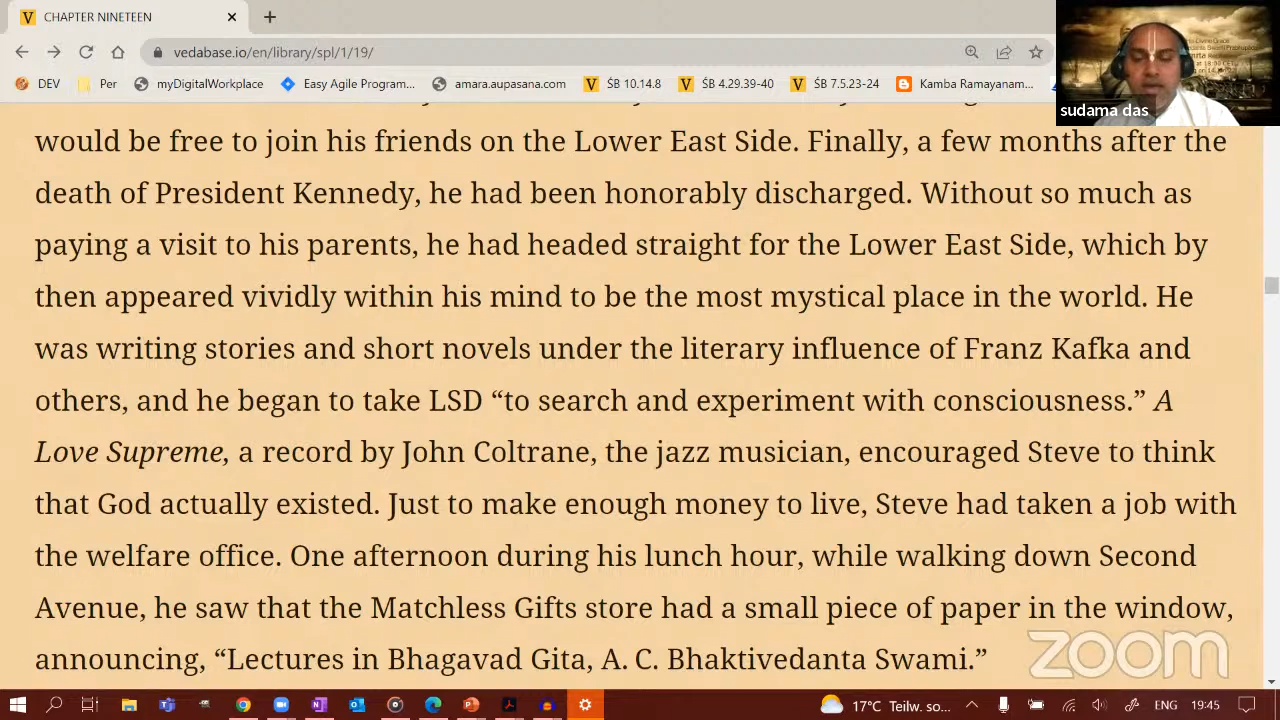 CHAPTER NINETEEN
vedabase.io/en/library/spl/1/19/
DEV
Per
myDigitalWorkplace
Easy Agile Program...
amara.aupasana.com
ŚB 10.14.8
ŚB 4.29.39-40
ŚB 7.5.23-24
Kamba Ramayanam...
sudama das
would be free to join his friends on the Lower East Side. Finally, a few months after the
death of President Kennedy, he had been honorably discharged. Without so much as
paying a visit to his parents, he had headed straight for the Lower East Side, which by
then appeared vividly within his mind to be the most mystical place in the world. He
was writing stories and short novels under the literary influence of Franz Kafka and
others, and he began to take LSD “to search and experiment with consciousness.” A
Love Supreme, a record by John Coltrane, the jazz musician, encouraged Steve to think
that God actually existed. Just to make enough money to live, Steve had taken a job with
the welfare office. One afternoon during his lunch hour, while walking down Second
Avenue, he saw that the Matchless Gifts store had a small piece of paper in the window,
announcing, “Lectures in Bhagavad Gita, A. C. Bhaktivedanta Swami.”
zoom
17°C Teilw. so...
ENG
19:45